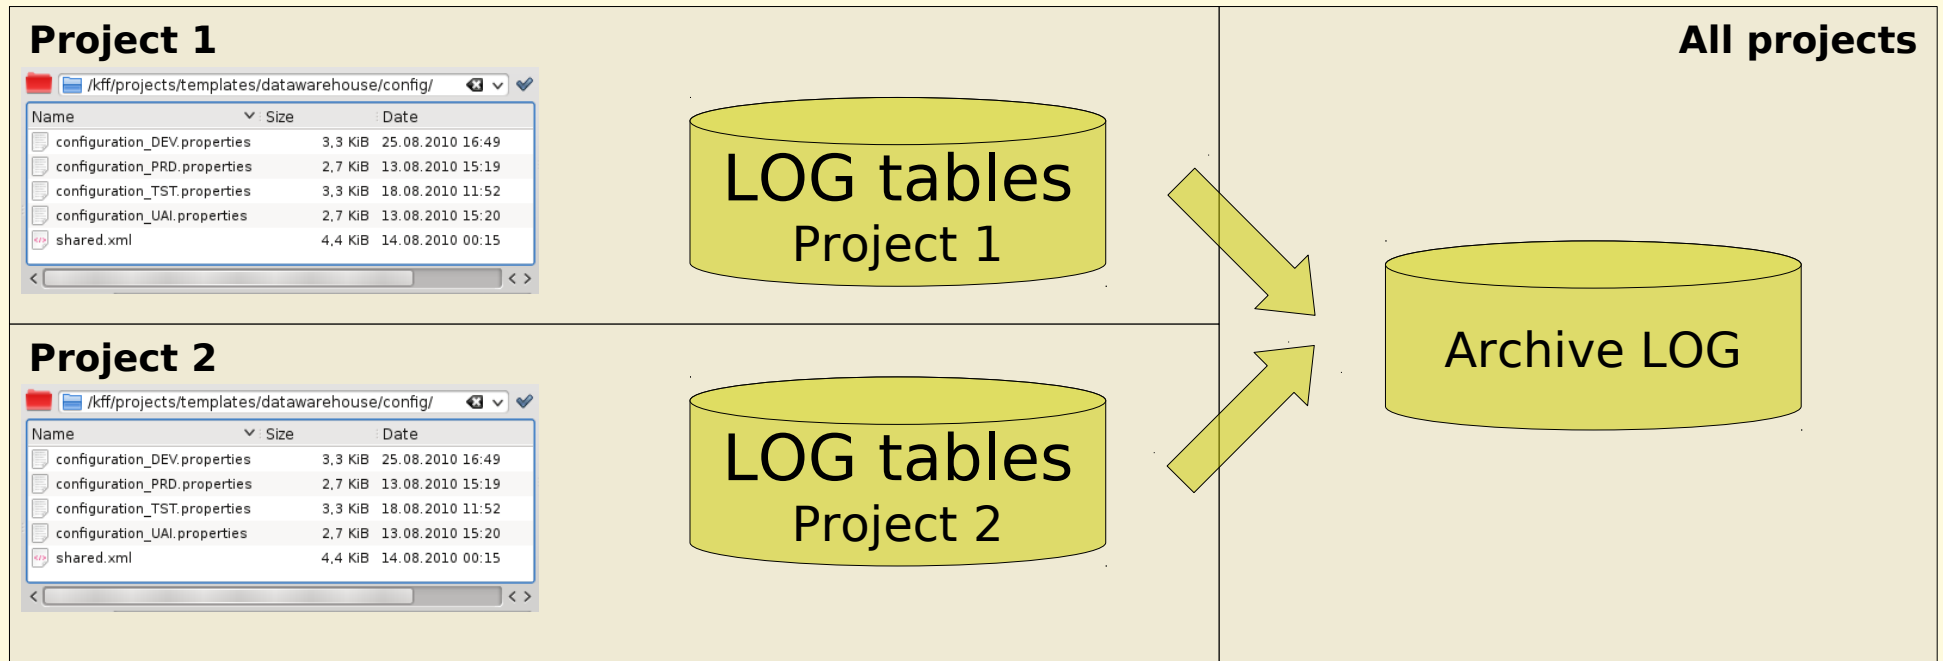 Project 1
/kff/projects/templates/datawarehouse/config/
Name Size Date
configuration_DEV.properties 3,3 KiB 25.08.2010 16:49
configuration_PRD.properties 2,7 KiB 13.08.2010 15:19
configuration_TST.properties 3,3 KiB 18.08.2010 11:52
configuration_UAI.properties 2,7 KiB 13.08.2010 15:20
shared.xml 4,4 KiB 14.08.2010 00:15
LOG tables
Project 1
Project 2
/kff/projects/templates/datawarehouse/config/
Name Size Date
configuration_DEV.properties 3,3 KiB 25.08.2010 16:49
configuration_PRD.properties 2,7 KiB 13.08.2010 15:19
configuration_TST.properties 3,3 KiB 18.08.2010 11:52
configuration_UAI.properties 2,7 KiB 13.08.2010 15:20
shared.xml 4,4 KiB 14.08.2010 00:15
LOG tables
Project 2
All projects
Archive LOG